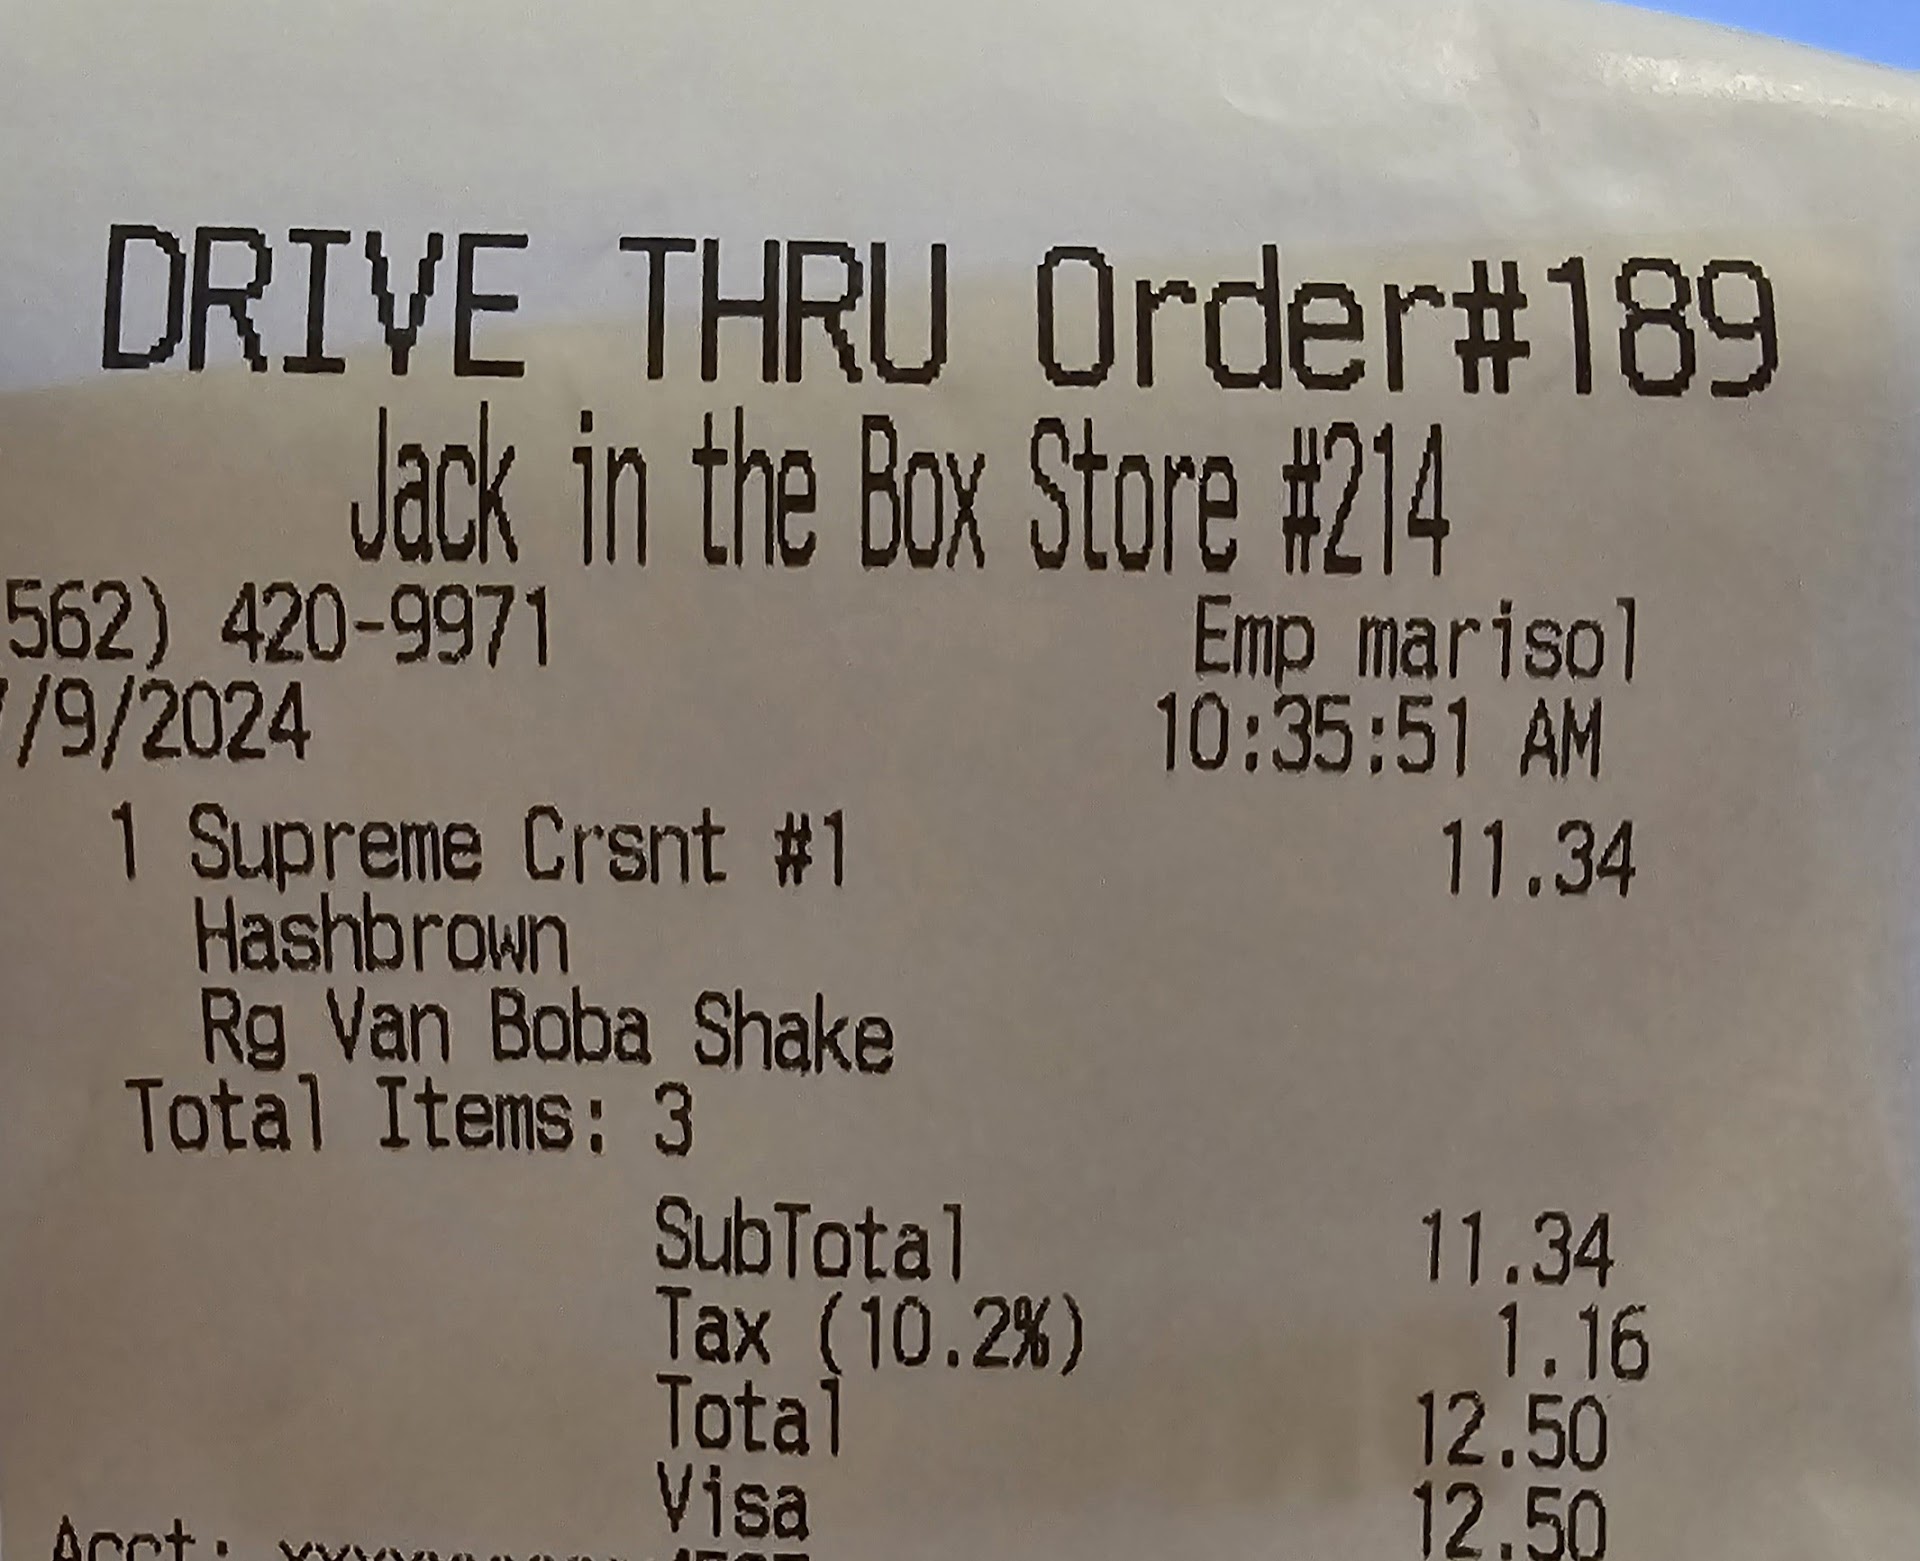 DRIVE THRU Order#189
Jack in the Box Store #214
562) 420-9971 Emp marisol
/9/2024 10:35:51 AM
1 Supreme Crsnt #1 11.34
Hashbrown
Rg Van Boba Shake
Total Items: 3
SubTotal 11.34
Tax (10.2%) 1.16
Total 12.50
Visa 12.50
Acct: